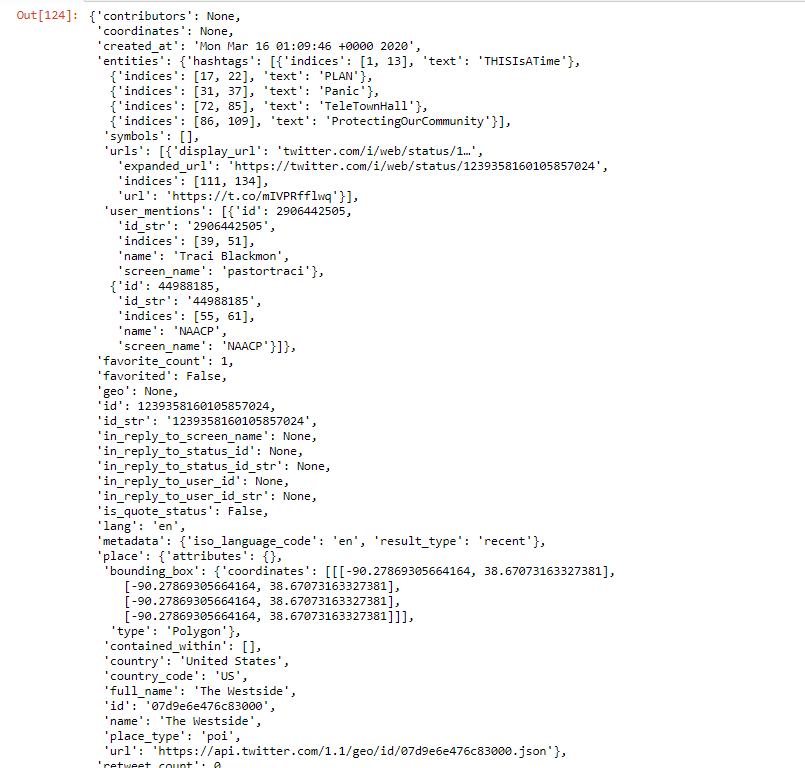 Out[124]: {'contributors': None,
'coordinates': None,
'created_at': 'Mon Mar 16 01:09:46 +0000 2020',
'entities': {'hashtags': [{'indices': [1, 13], 'text': 'THISIsATime'},
{'indices': [17, 22], 'text': 'PLAN'},
{'indices': [31, 37], 'text': 'Panic'},
{'indices': [72, 85], 'text': 'TeleTownHall'},
{'indices': [86, 109], 'text': 'ProtectingOurCommunity'}],
'symbols': [],
'urls': [{'display_url': 'twitter.com/i/web/status/1…',
'expanded_url': 'https://twitter.com/i/web/status/1239358160105857024',
'indices': [111, 134],
'url': 'https://t.co/mIVPRfflwq'}],
'user_mentions': [{'id': 2906442505,
'id_str': '2906442505',
'indices': [39, 51],
'name': 'Traci Blackmon',
'screen_name': 'pastortraci'},
{'id': 44988185,
'id_str': '44988185',
'indices': [55, 61],
'name': 'NAACP',
'screen_name': 'NAACP'}]},
'favorite_count': 1,
'favorited': False,
'geo': None,
'id': 1239358160105857024,
'id_str': '1239358160105857024',
'in_reply_to_screen_name': None,
'in_reply_to_status_id': None,
'in_reply_to_status_id_str': None,
'in_reply_to_user_id': None,
'in_reply_to_user_id_str': None,
'is_quote_status': False,
'lang': 'en',
'metadata': {'iso_language_code': 'en', 'result_type': 'recent'},
'place': {'attributes': {},
'bounding_box': {'coordinates': [[[-90.27869305664164, 38.67073163327381],
[-90.27869305664164, 38.67073163327381],
[-90.27869305664164, 38.67073163327381],
[-90.27869305664164, 38.67073163327381]]],
'type': 'Polygon'},
'contained_within': [],
'country': 'United States',
'country_code': 'US',
'full_name': 'The Westside',
'id': '07d9e6e476c83000',
'name': 'The Westside',
'place_type': 'poi',
'url': 'https://api.twitter.com/1.1/geo/id/07d9e6e476c83000.json'},
'retweet_count': 0